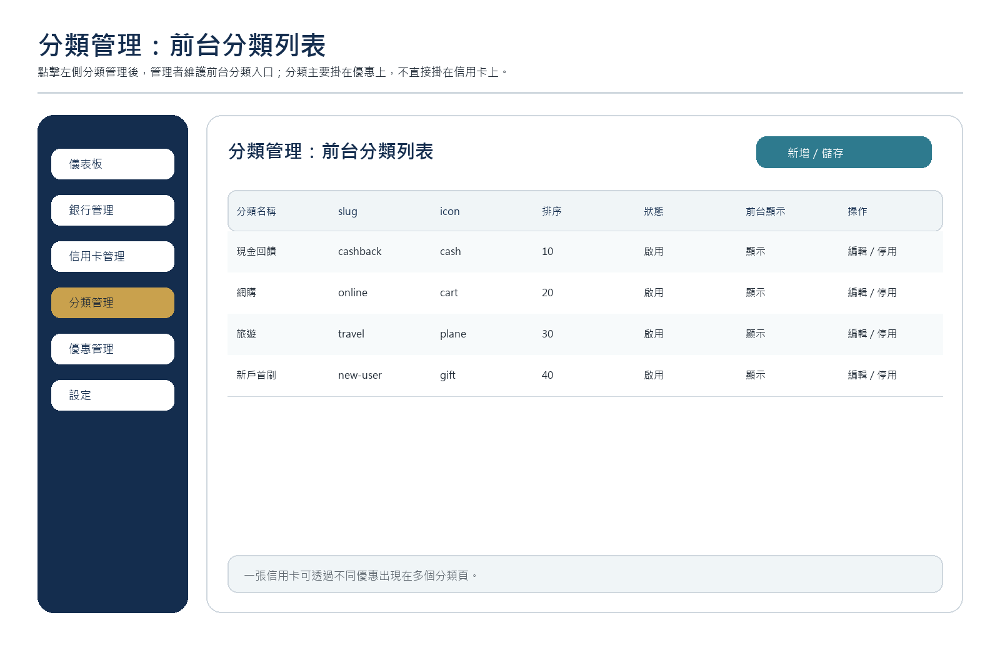 分類管理：前台分類列表
點擊左側分類管理後，管理者維護前台分類入口；分類主要掛在優惠上，不直接掛在信用卡上。
儀表板
銀行管理
信用卡管理
分類管理
優惠管理
設定
分類管理：前台分類列表
新增 / 儲存
分類名稱 slug icon 排序 狀態 前台顯示 操作
現金回饋 cashback cash 10 啟用 顯示 編輯 / 停用
網購 online cart 20 啟用 顯示 編輯 / 停用
旅遊 travel plane 30 啟用 顯示 編輯 / 停用
新戶首刷 new-user gift 40 啟用 顯示 編輯 / 停用
一張信用卡可透過不同優惠出現在多個分類頁。